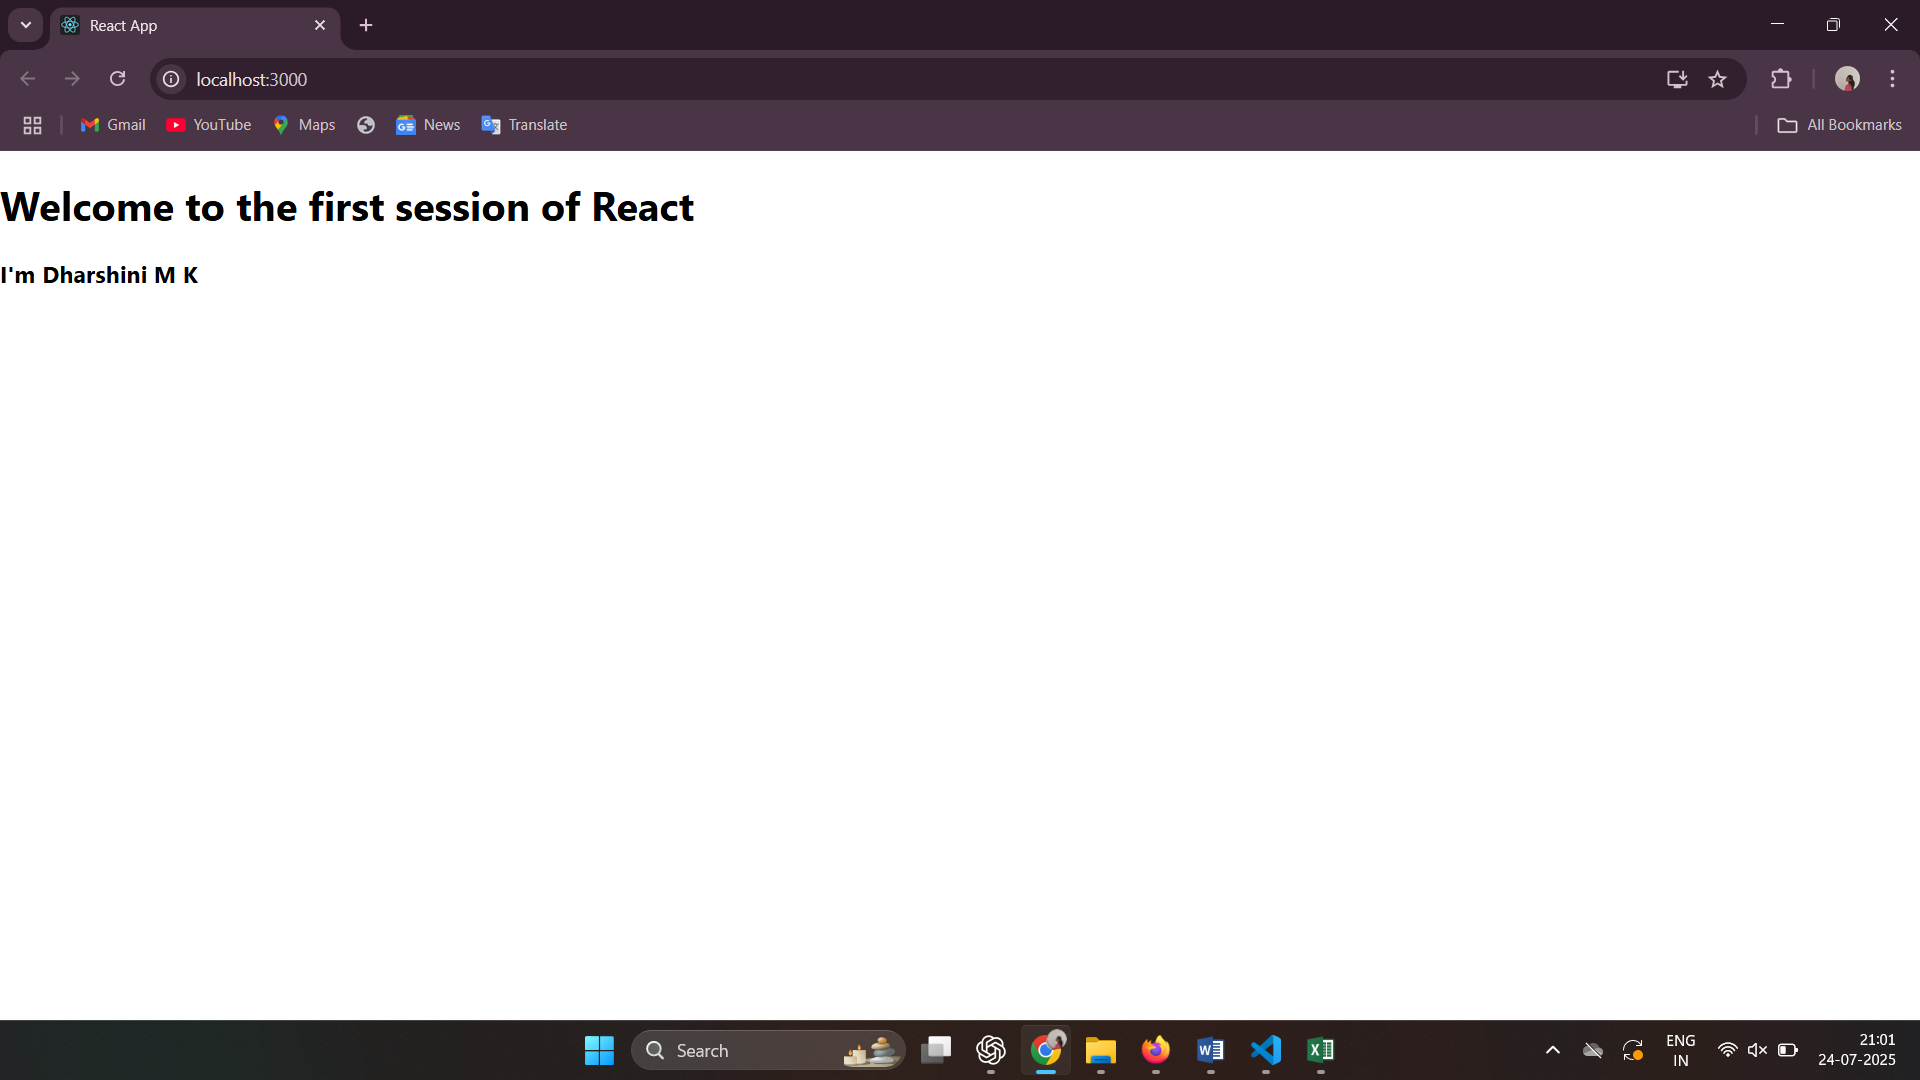 React App
localhost:3000
Gmail YouTube Maps News Translate All Bookmarks
Welcome to the first session of React
I'm Dharshini M K
Search
ENG
IN
21:01
24-07-2025